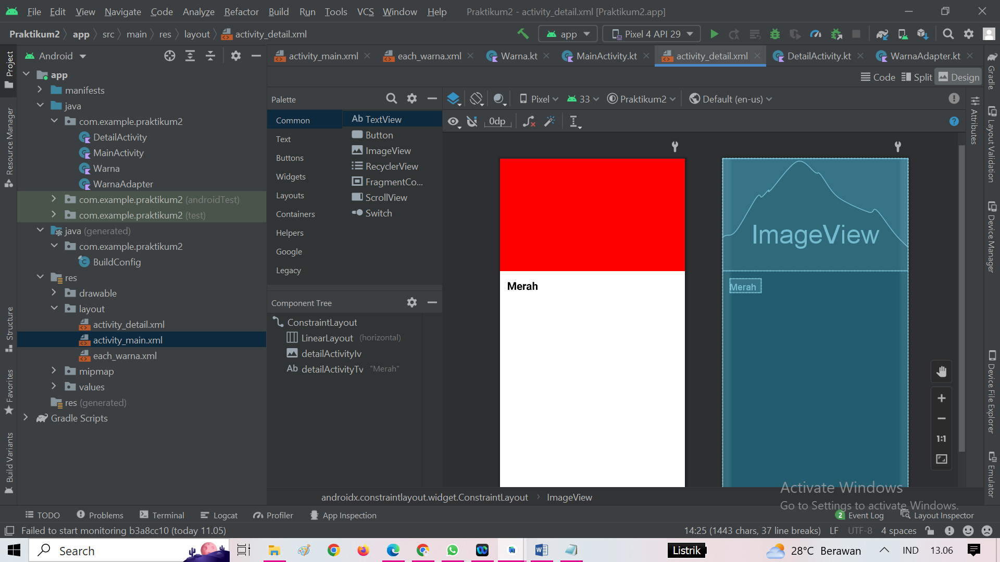 File Edit View Navigate Code Analyze Refactor Build Run Tools VCS Window Help Praktikum2 - activity_detail.xml [Praktikum2.app]
Praktikum2 app src main res layout activity_detail.xml app Pixel 4 API 29
Project
Resource Manager
Structure
Favorites
Build Variants
Android
app
manifests
java
com.example.praktikum2
DetailActivity
MainActivity
Warna
WarnaAdapter
com.example.praktikum2 (androidTest)
com.example.praktikum2 (test)
java (generated)
com.example.praktikum2
BuildConfig
res
drawable
layout
activity_detail.xml
activity_main.xml
each_warna.xml
mipmap
values
res (generated)
Gradle Scripts
activity_main.xml each_warna.xml Warna.kt MainActivity.kt activity_detail.xml DetailActivity.kt WarnaAdapter.kt
Code Split Design
Palette
Common
Text
Buttons
Widgets
Layouts
Containers
Helpers
Google
Legacy
Ab TextView
Button
ImageView
RecyclerView
FragmentCo...
ScrollView
Switch
Component Tree
ConstraintLayout
LinearLayout (horizontal)
detailActivityIv
Ab detailActivityTv "Merah"
Pixel 33 Praktikum2 Default (en-us)
0dp
Merah
ImageView
Merah
1:1
Attributes
Gradle
Layout Validation
Device Manager
Device File Explorer
Emulator
androidx.constraintlayout.widget.ConstraintLayout ImageView
Activate Windows
Go to Settings to activate Windows.
TODO Problems Terminal Logcat Profiler App Inspection 2 Event Log Layout Inspector
Failed to start monitoring b3a8cc10 (today 11.05) 14:25 (1443 chars, 37 line breaks) LF UTF-8 4 spaces
Search Listrik 28°C Berawan IND 13.06